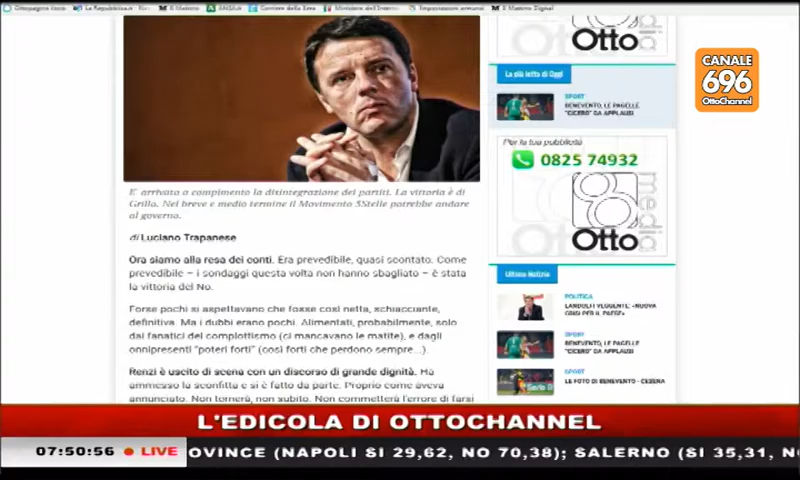 Ottopagine
La Repubblica.it
Il Mattino
ANSA.it
Corriere della Sera
Ministero dell'Interno
Impostazioni annunci
Il Mattino Digital
Otto
media
CANALE
696
OttoChannel
La più letta di Oggi
SPORT
BENEVENTO, LE PAGELLE
"CICERO" DA APPLAUSI
Per la tua pubblicità
0825 74932
media
Otto
E' arrivata a compimento la disintegrazione dei partiti. La vittoria è di
Grillo. Nel breve e medio termine il Movimento 5Stelle potrebbe andare
al governo.
di Luciano Trapanese
Ora siamo alla resa dei conti. Era prevedibile, quasi scontato. Come
prevedibile – i sondaggi questa volta non hanno sbagliato – è stata
la vittoria del No.
Forse pochi si aspettavano che fosse così netta, schiacciante,
definitiva. Ma i dubbi erano pochi. Alimentati, probabilmente, solo
dai fanatici del complottismo (ci mancavano le matite), e dagli
onnipresenti "poteri forti" (così forti che perdono sempre...).
Renzi è uscito di scena con un discorso di grande dignità. Ha
ammesso la sconfitta e si è fatto da parte. Proprio come aveva
annunciato. Non tornerà, non subito. Non commetterà l'errore di farsi
Ultime Notizie
POLITICA
CRISI PER IL PAESE»
SPORT
BENEVENTO, LE PAGELLE
"CICERO" DA APPLAUSI
SPORT
LE FOTO DI BENEVENTO - CESENA
L'EDICOLA DI OTTOCHANNEL
07:50:56 LIVE OVINCE (NAPOLI SI 29,62, NO 70,38); SALERNO (SI 35,31, NO